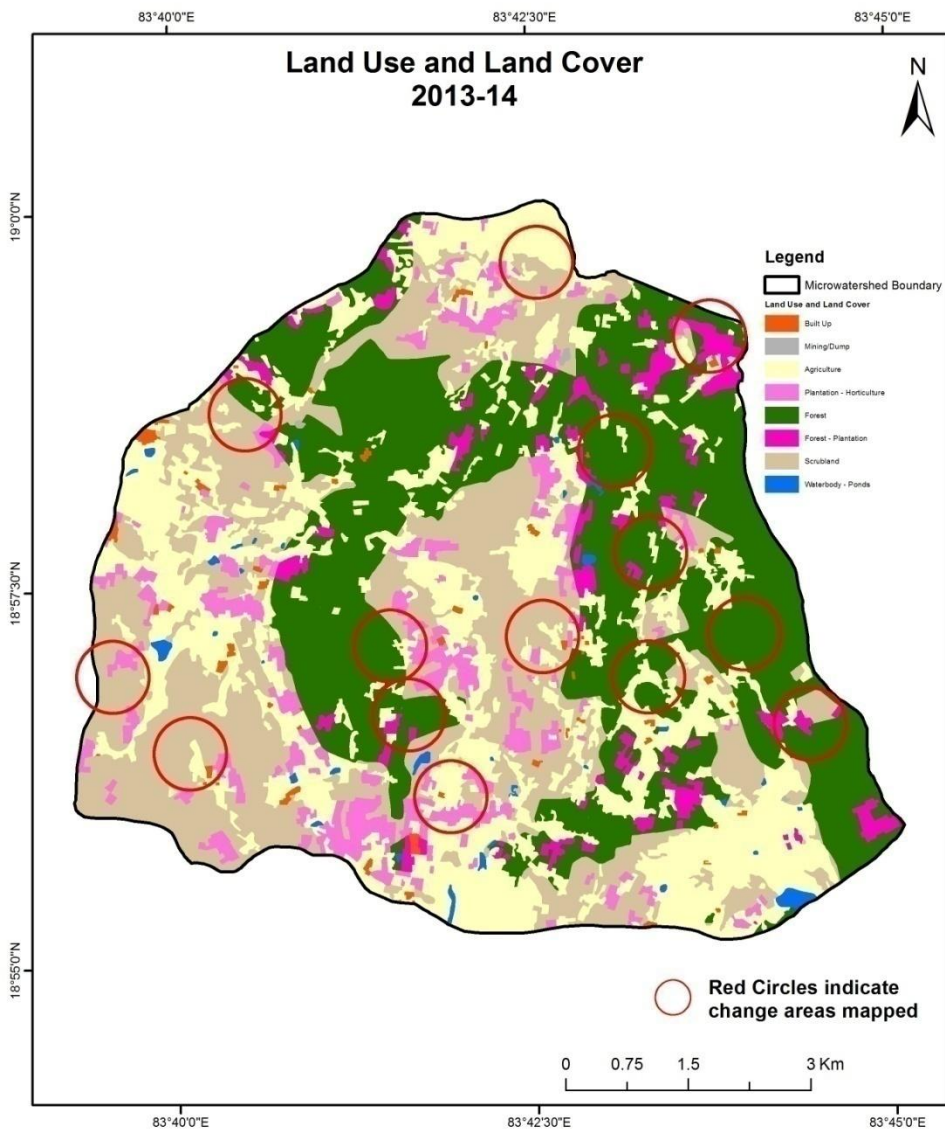 83°40'0"E
83°42'30"E
83°45'0"E
Land Use and Land Cover
2013-14
N
19°0'0"N
Legend
Microwatershed Boundary
Land Use and Land Cover
Built Up
Mining/Dump
Agriculture
Plantation - Horticulture
Forest
Forest - Plantation
Scrubland
Waterbody - Ponds
18°57'30"N
18°55'0"N
Red Circles indicate
change areas mapped
0 0.75 1.5 3 Km
83°40'0"E
83°42'30"E
83°45'0"E